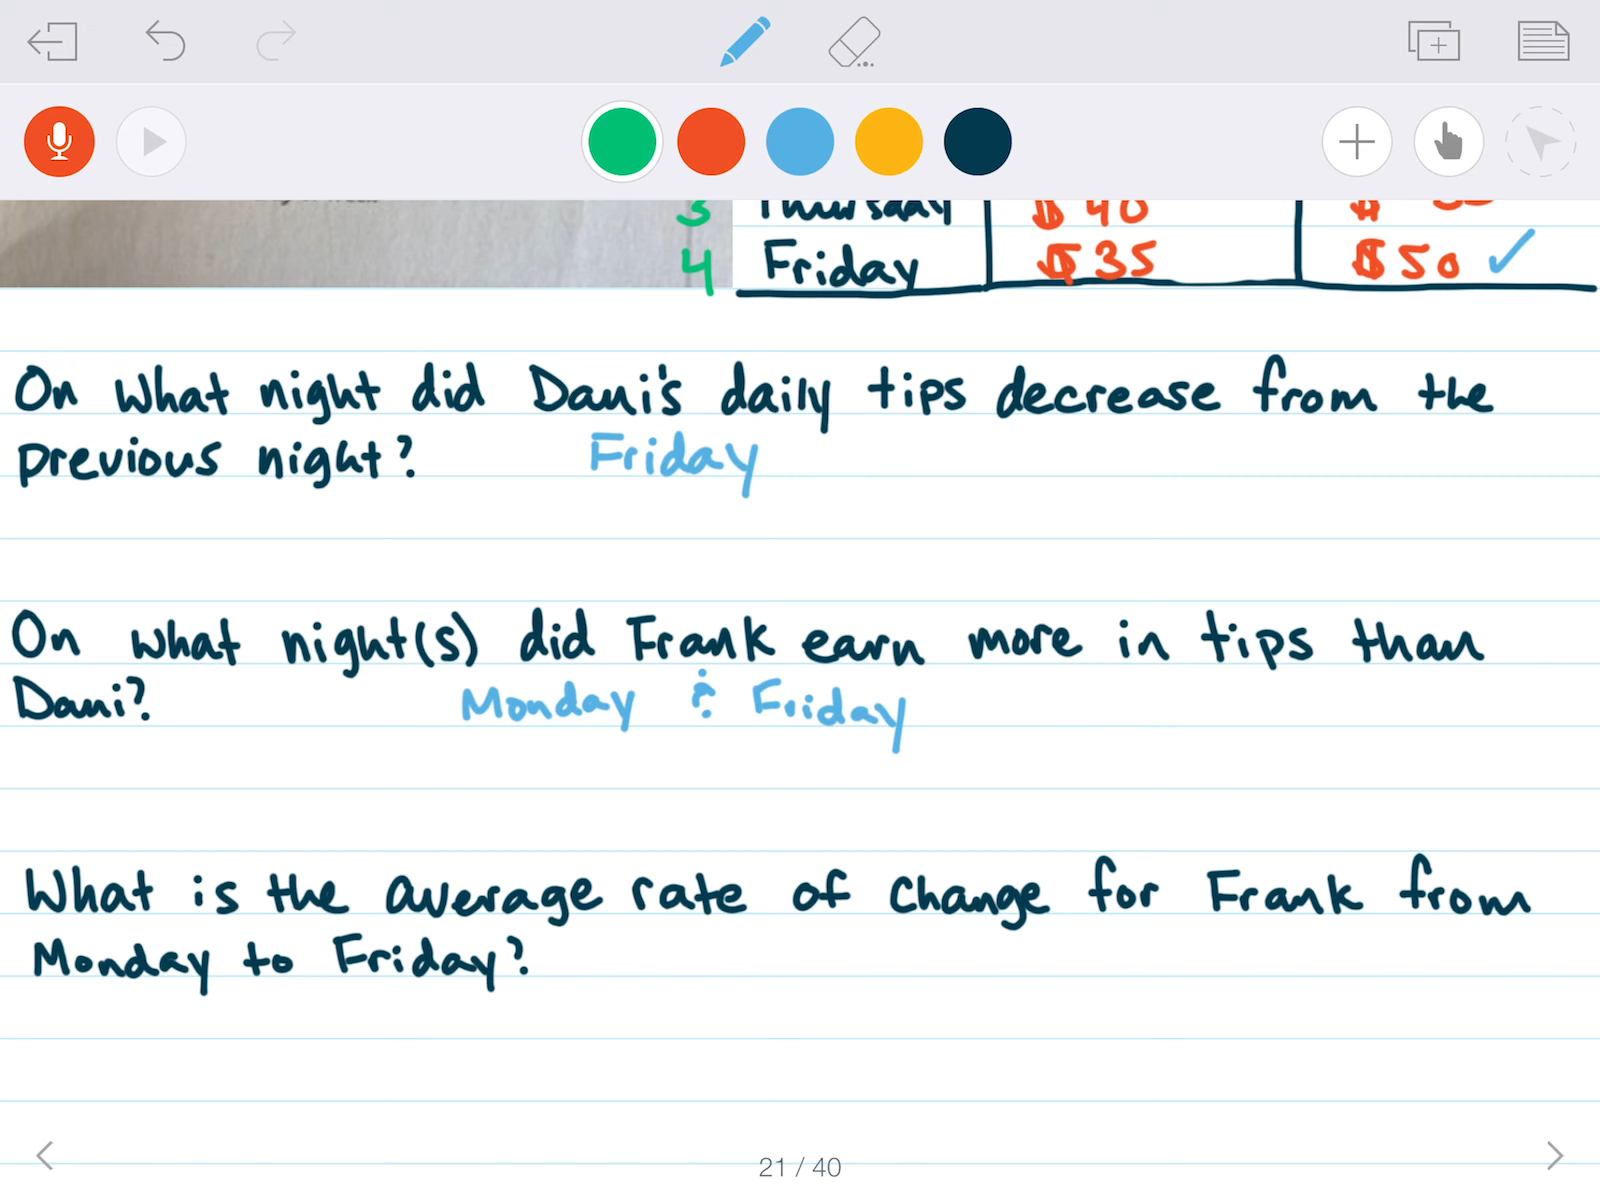 3 Thursday $40 $
4 Friday $35 $50 ✓
On what night did Dani's daily tips decrease from the
previous night? Friday
On what night(s) did Frank earn more in tips than
Dani? Monday & Friday
What is the average rate of change for Frank from
Monday to Friday?
21 / 40